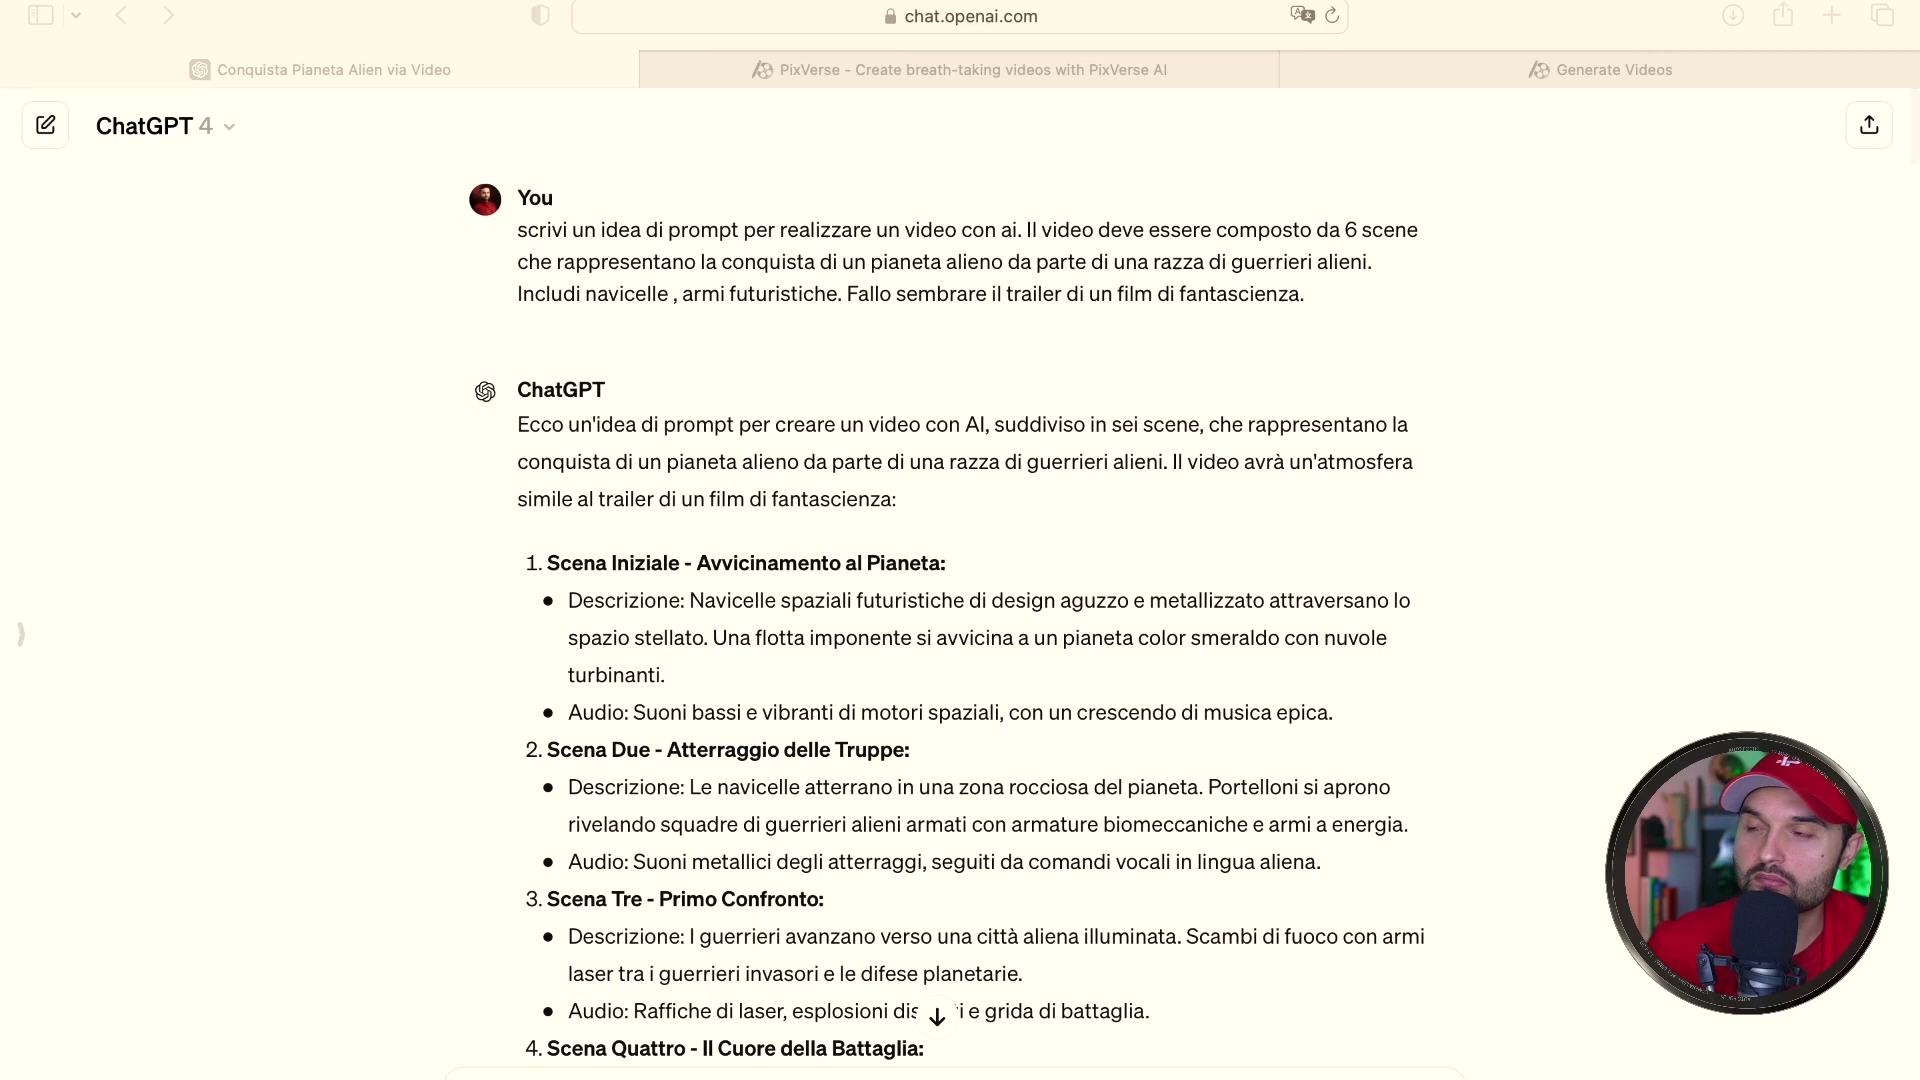 chat.openai.com
Conquista Pianeta Alien via Video
PixVerse - Create breath-taking videos with PixVerse AI
Generate Videos
ChatGPT 4
You
scrivi un idea di prompt per realizzare un video con ai. Il video deve essere composto da 6 scene
che rappresentano la conquista di un pianeta alieno da parte di una razza di guerrieri alieni.
Includi navicelle , armi futuristiche. Fallo sembrare il trailer di un film di fantascienza.
ChatGPT
Ecco un'idea di prompt per creare un video con AI, suddiviso in sei scene, che rappresentano la
conquista di un pianeta alieno da parte di una razza di guerrieri alieni. Il video avrà un'atmosfera
simile al trailer di un film di fantascienza:
1. Scena Iniziale - Avvicinamento al Pianeta:
● Descrizione: Navicelle spaziali futuristiche di design aguzzo e metallizzato attraversano lo
spazio stellato. Una flotta imponente si avvicina a un pianeta color smeraldo con nuvole
turbinanti.
● Audio: Suoni bassi e vibranti di motori spaziali, con un crescendo di musica epica.
2. Scena Due - Atterraggio delle Truppe:
● Descrizione: Le navicelle atterrano in una zona rocciosa del pianeta. Portelloni si aprono
rivelando squadre di guerrieri alieni armati con armature biomeccaniche e armi a energia.
● Audio: Suoni metallici degli atterraggi, seguiti da comandi vocali in lingua aliena.
3. Scena Tre - Primo Confronto:
● Descrizione: I guerrieri avanzano verso una città aliena illuminata. Scambi di fuoco con armi
laser tra i guerrieri invasori e le difese planetarie.
● Audio: Raffiche di laser, esplosioni e grida di battaglia.
4. Scena Quattro - Il Cuore della Battaglia: